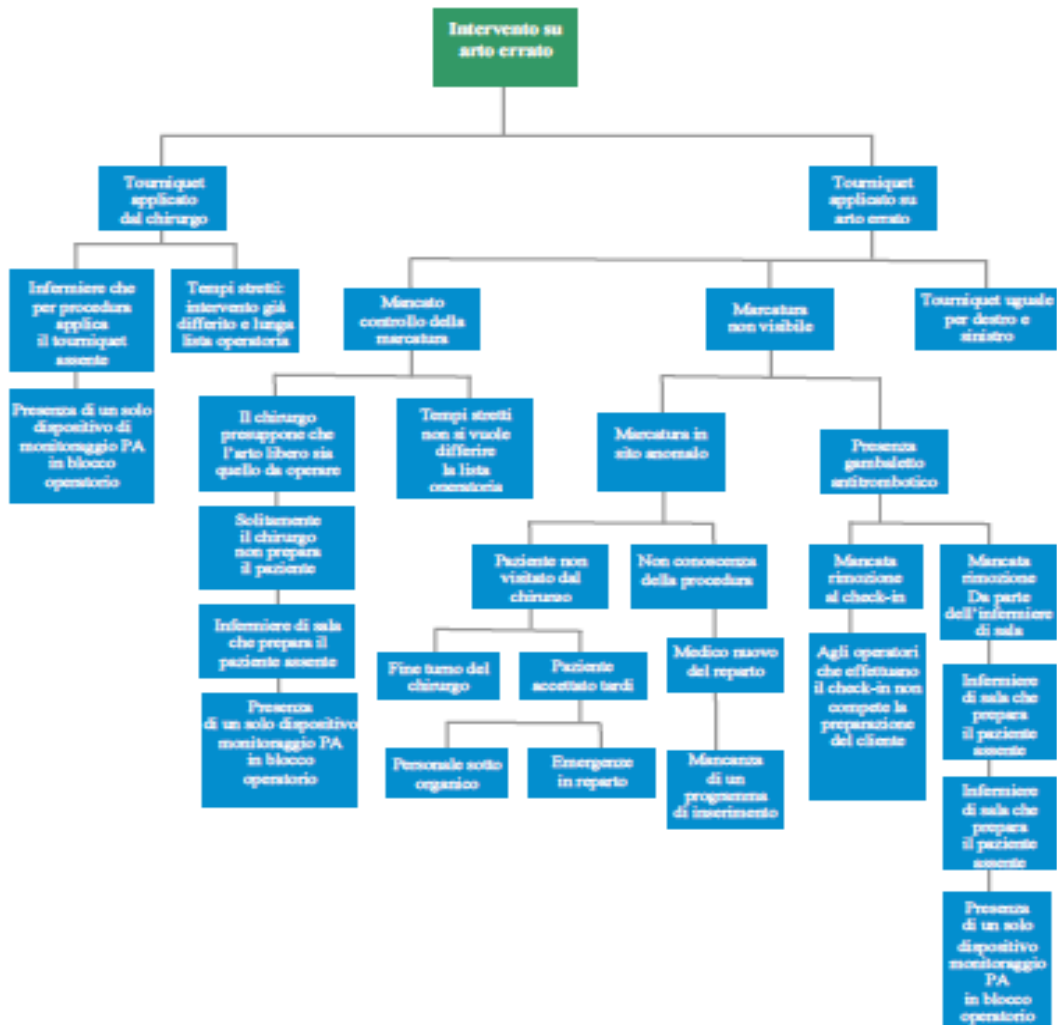 Intervento su
arto errato
Tourniquet
applicato
dal chirurgo
Tourniquet
applicato su
arto errato
Infermiere che
per procedura
applica
il tourniquet
assente
Tempi stretti:
intervento già
differito e lunga
lista operatoria
Mancato
controllo della
marcatura
Marcatura
non visibile
Tourniquet uguale
per destro e
sinistro
Presenza di un solo
dispositivo di
monitoraggio PA
in blocco
operatorio
Il chirurgo
presuppone che
l'arto libero sia
quello da operare
Tempi stretti
non si vuole
differire
la lista
operatoria
Marcatura in
sito anomalo
Presenza
gambaletto
antitrombotico
Solitamente
il chirurgo
non prepara
il paziente
Paziente non
visitato dal
chirurgo
Non conoscenza
della procedura
Mancata
rimozione
al check-in
Mancata
rimozione
Da parte
dell'infermiere
di sala
Infermiere di sala
che prepara il
paziente assente
Fine turno del
chirurgo
Paziente
accettato tardi
Medico nuovo
del reparto
Agli operatori
che effettuano
il check-in non
compete la
preparazione
del cliente
Infermiere
di sala che
prepara
il paziente
assente
Presenza
di un solo dispositivo
monitoraggio PA
in blocco
operatorio
Personale sotto
organico
Emergenze
in reparto
Mancanza
di un
programma
di inserimento
Infermiere
di sala che
prepara
il paziente
assente
Presenza
di un solo
dispositivo
monitoraggio
PA
in blocco
operatorio